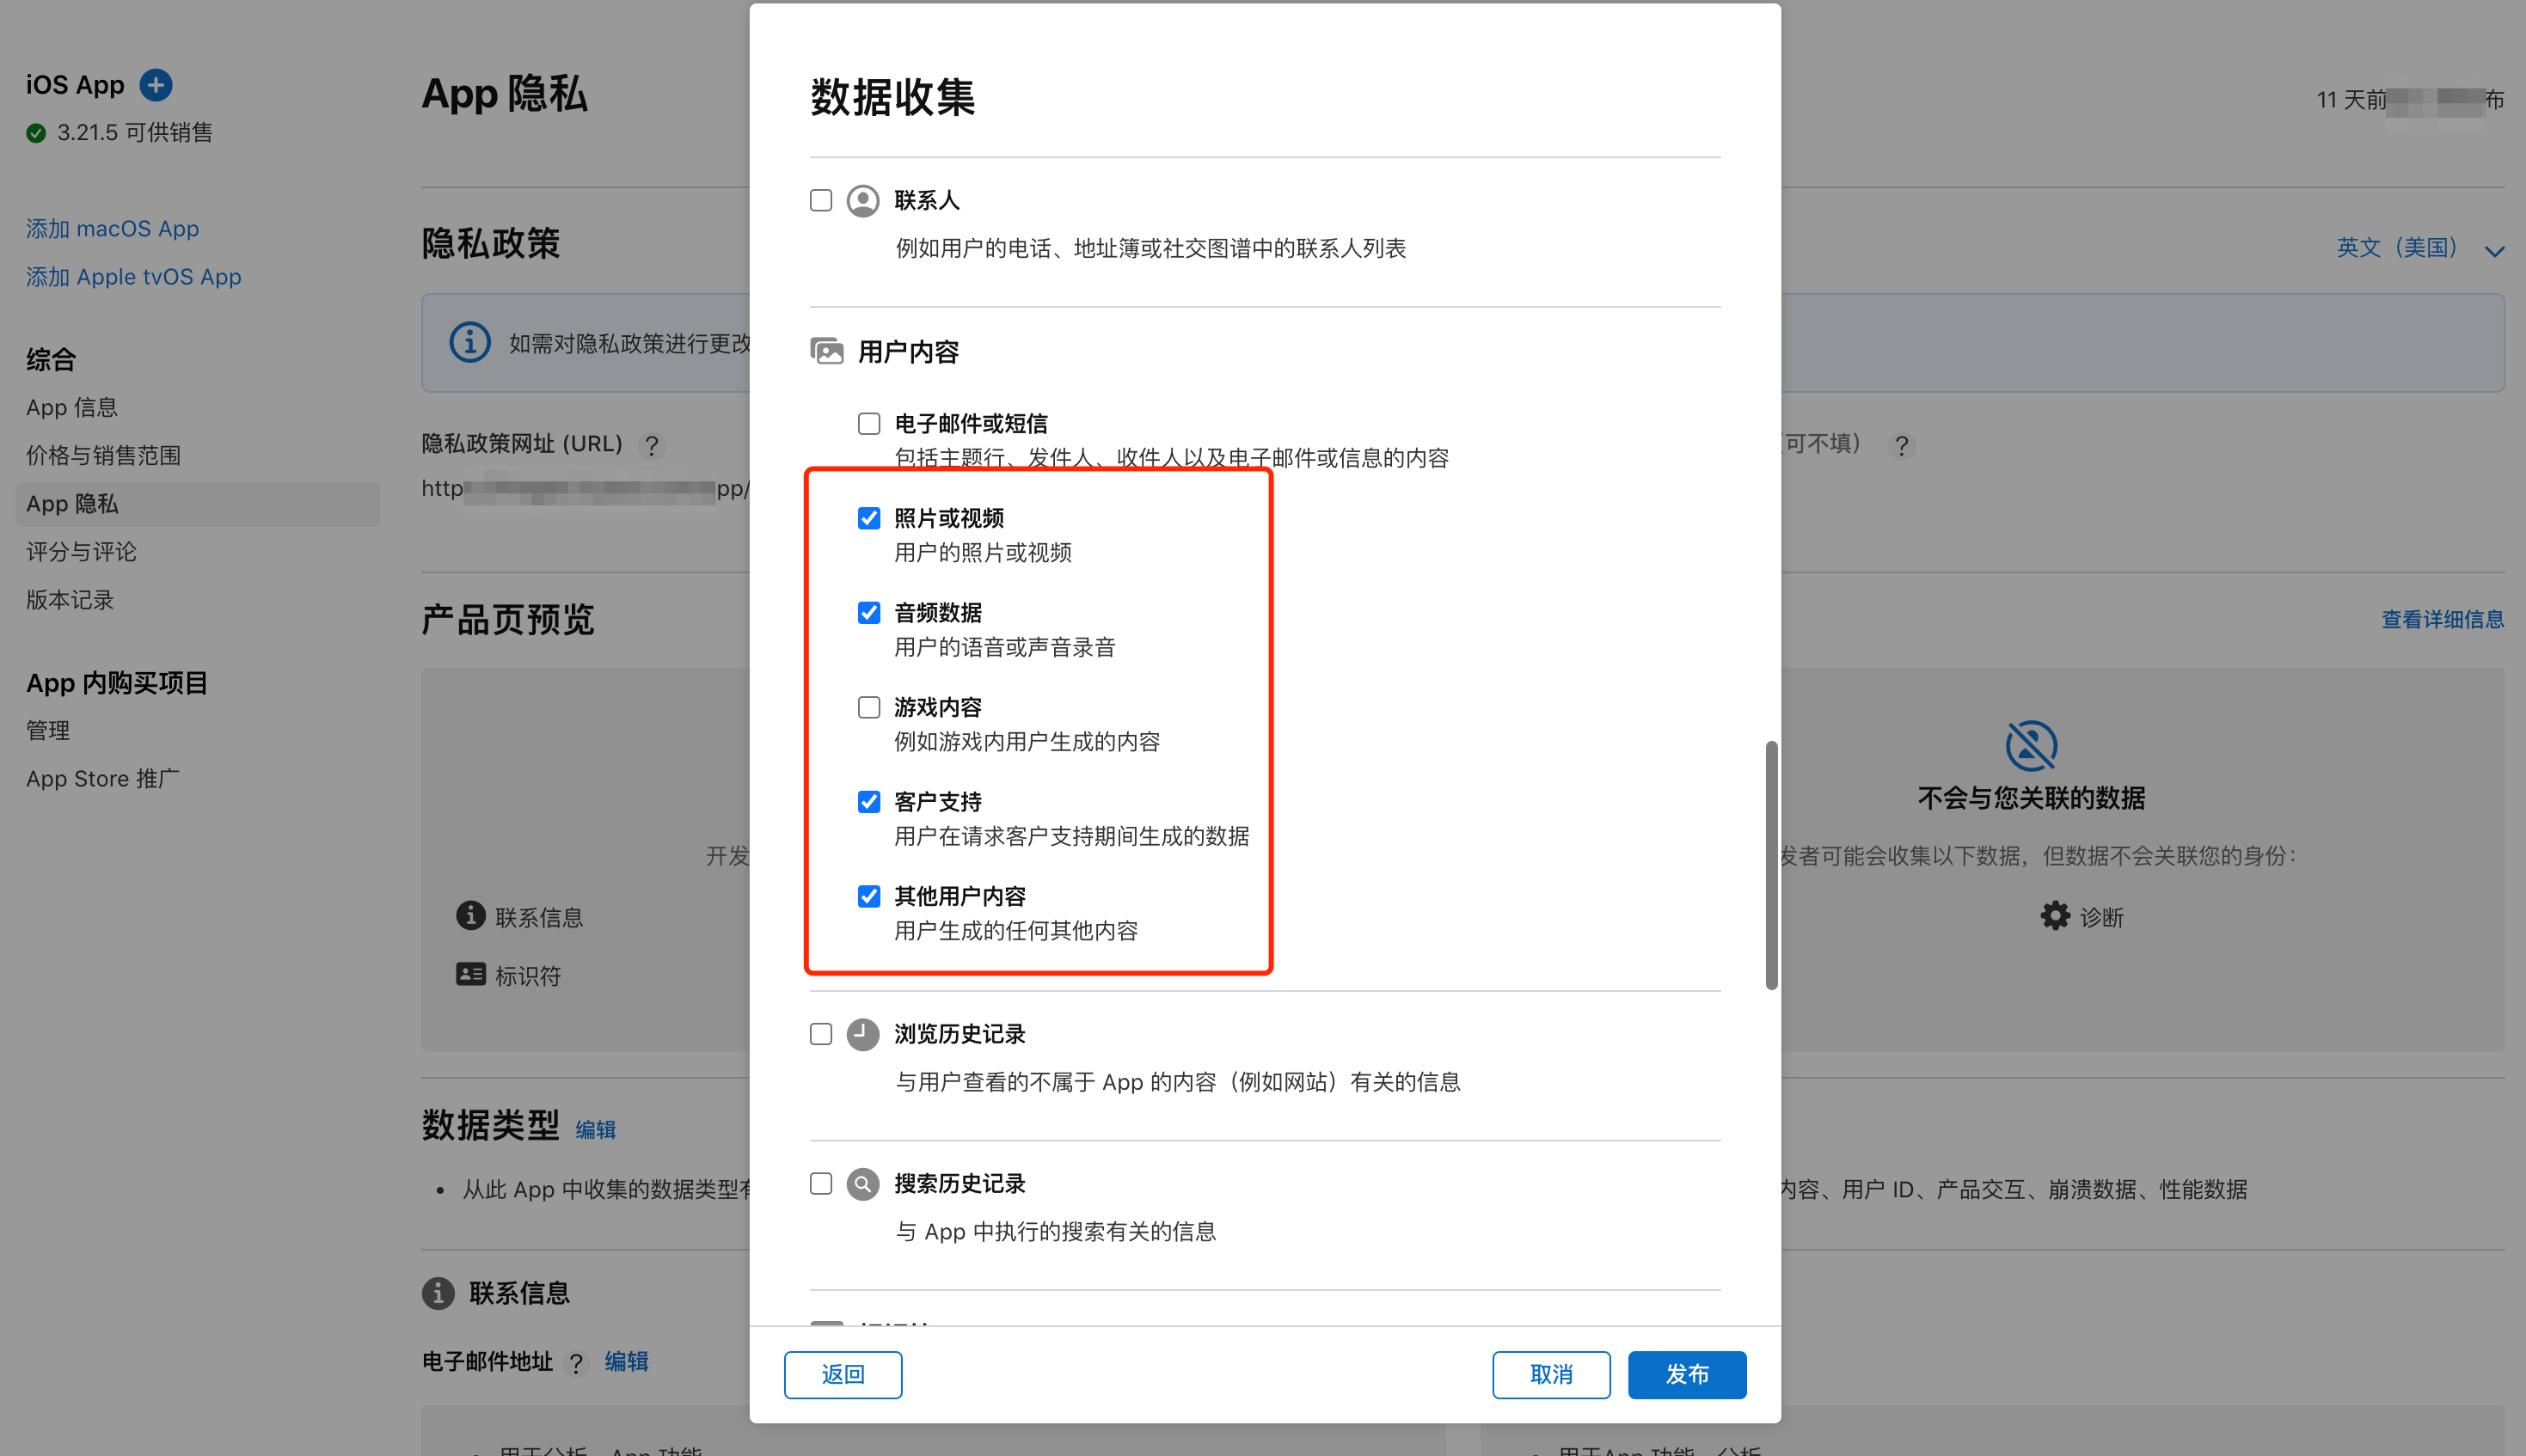 iOS App
3.21.5 可供销售
添加 macOS App
添加 Apple tvOS App
综合
App 信息
价格与销售范围
App 隐私
评分与评论
版本记录
App 内购买项目
管理
App Store 推广
App 隐私
11 天前
布
隐私政策
英文（美国）
如需对隐私政策进行更改
隐私政策网址 (URL) ?
可不填） ?
http
pp/
产品页预览
查看详细信息
不会与您关联的数据
开发
发者可能会收集以下数据，但数据不会关联您的身份：
联系信息
诊断
标识符
数据类型 编辑
• 从此 App 中收集的数据类型有
内容、用户 ID、产品交互、崩溃数据、性能数据
联系信息
电子邮件地址 ? 编辑
数据收集
联系人
例如用户的电话、地址簿或社交图谱中的联系人列表
用户内容
电子邮件或短信
包括主题行、发件人、收件人以及电子邮件或信息的内容
照片或视频
用户的照片或视频
音频数据
用户的语音或声音录音
游戏内容
例如游戏内用户生成的内容
客户支持
用户在请求客户支持期间生成的数据
其他用户内容
用户生成的任何其他内容
浏览历史记录
与用户查看的不属于 App 的内容（例如网站）有关的信息
搜索历史记录
与 App 中执行的搜索有关的信息
返回
取消
发布